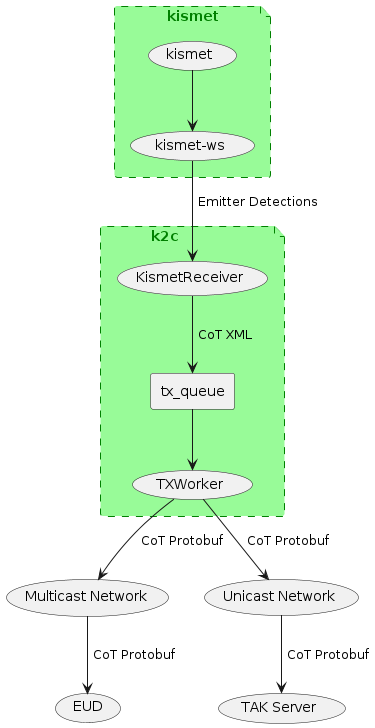 kismet
kismet
kismet-ws
Emitter Detections
k2c
KismetReceiver
CoT XML
tx_queue
TXWorker
CoT Protobuf
CoT Protobuf
Multicast Network
Unicast Network
CoT Protobuf
CoT Protobuf
EUD
TAK Server